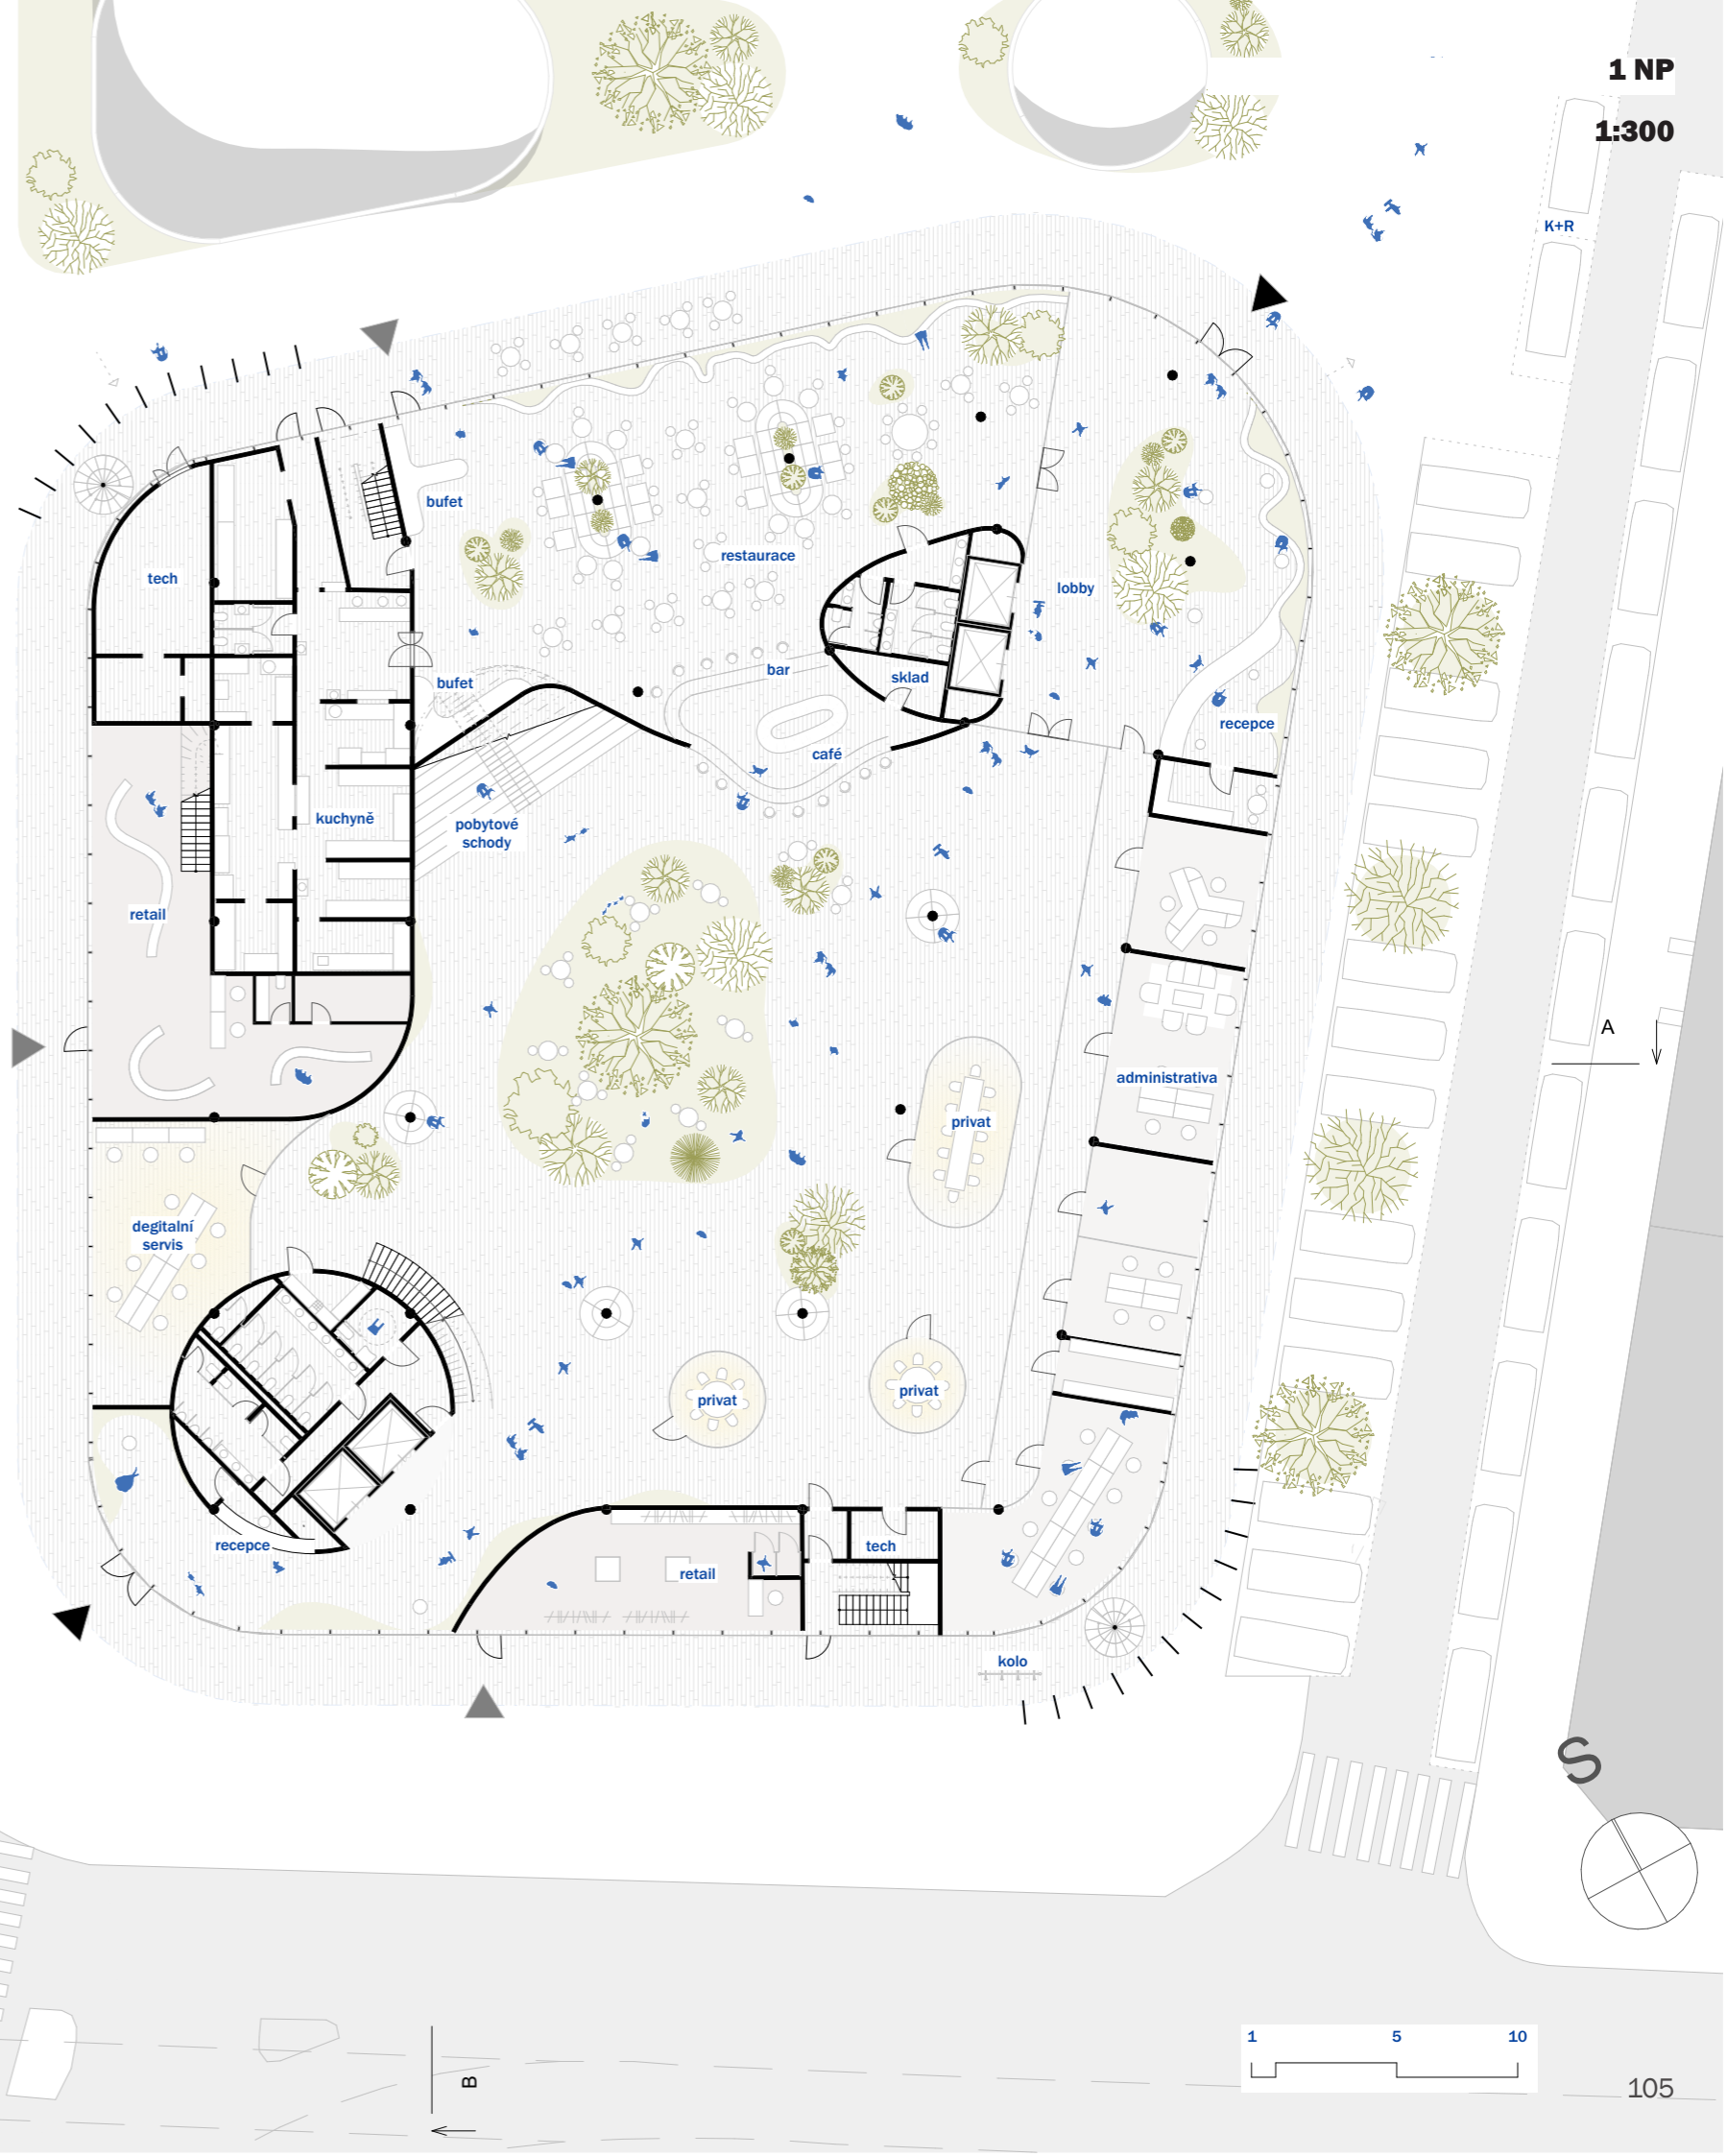 1 NP
1:300
K+R
bufet
tech
restaurace
lobby
bar
sklad
bufet
recepce
café
kuchyně
pobytové
schody
retail
A
administrativa
privat
degitalní
servis
privat
privat
recepce
tech
retail
kolo
S
1 5 10
B
105